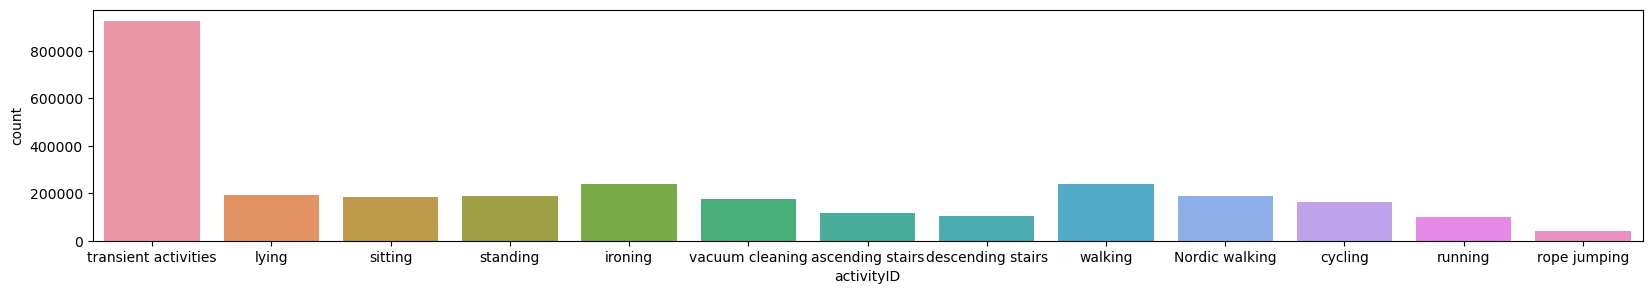 800000
600000
400000
200000
0
count
transient activities lying sitting standing ironing vacuum cleaning ascending stairs descending stairs walking Nordic walking cycling running rope jumping
activityID